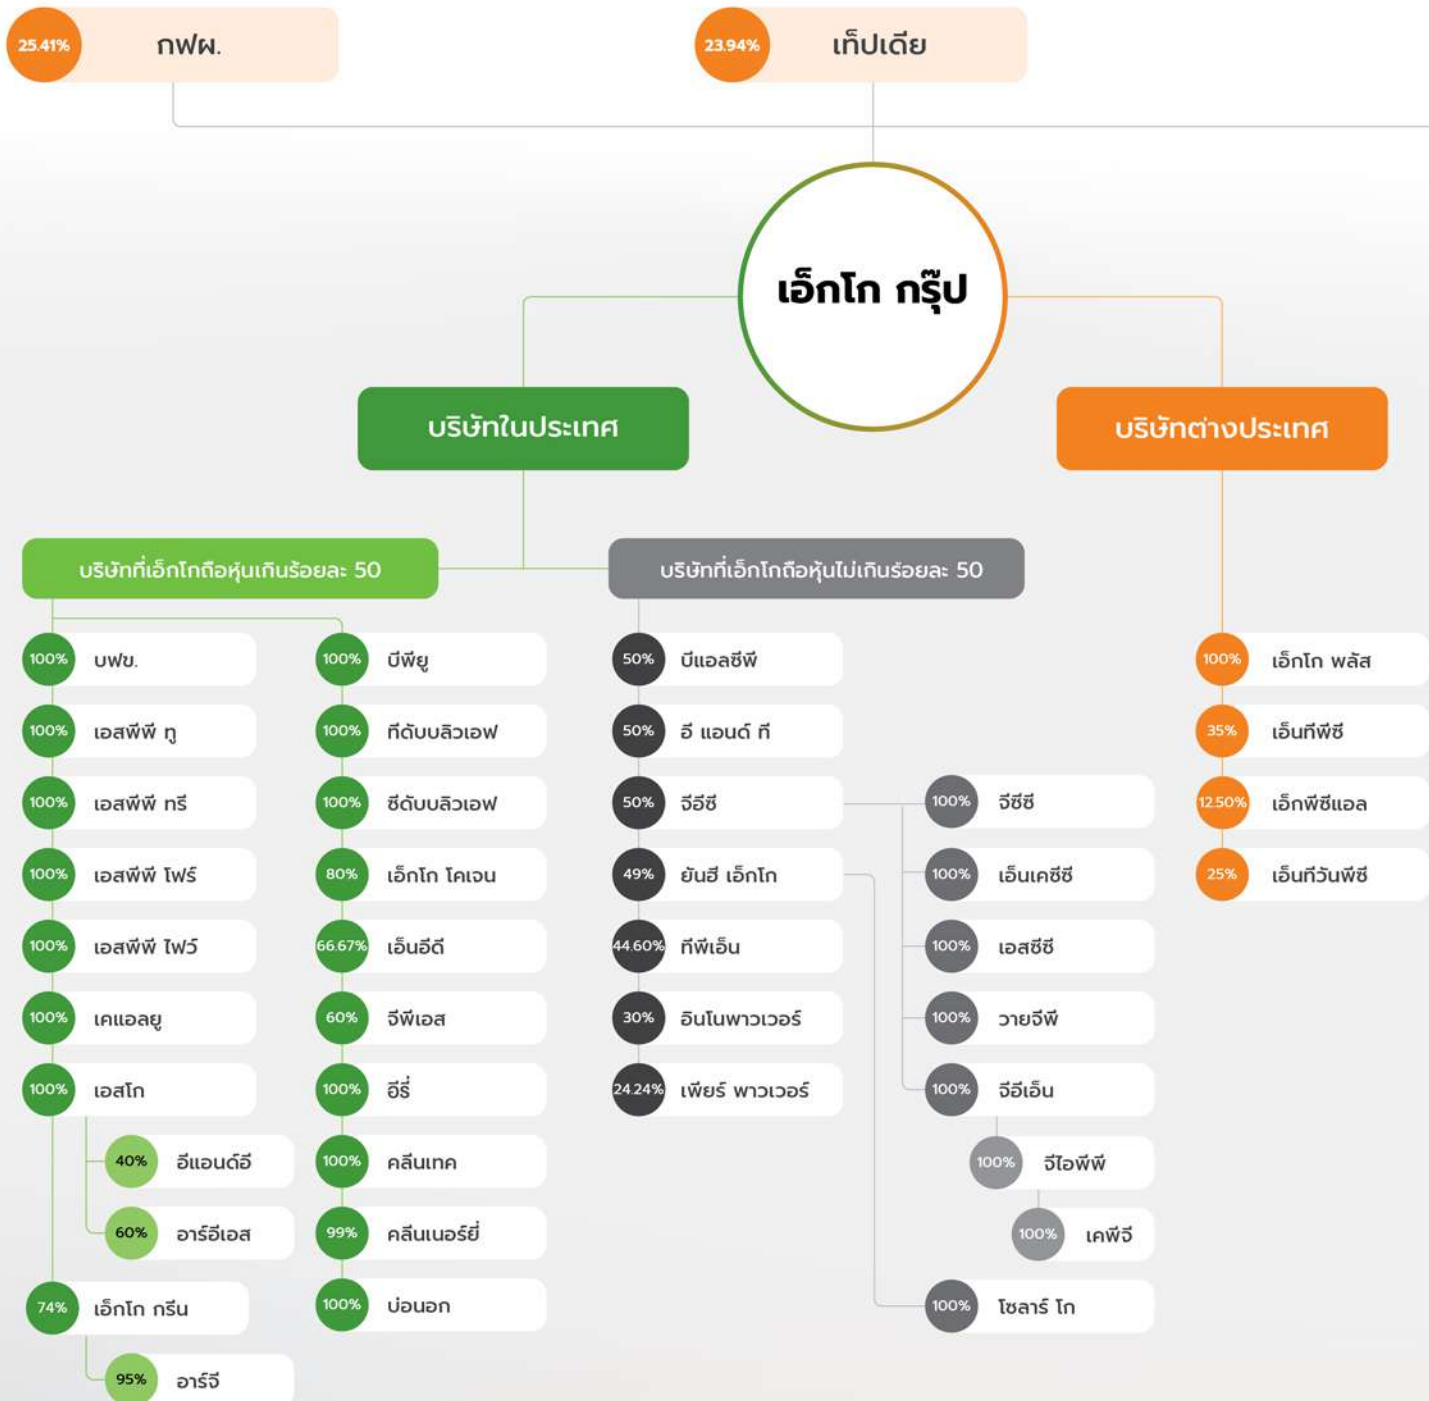 25.41% กฟผ.
23.94% เท็ปเดีย
เอ็กโก กรุ๊ป
บริษัทในประเทศ
บริษัทต่างประเทศ
บริษัทที่เอ็กโกถือหุ้นเกินร้อยละ 50
บริษัทที่เอ็กโกถือหุ้นไม่เกินร้อยละ 50
100% บฟข.
100% เอสพีพี ทู
100% เอสพีพี ทรี
100% เอสพีพี โฟร์
100% เอสพีพี ไฟว์
100% เคแอลยู
100% เอสโก
40% อีแอนด์อี
60% อาร์อีเอส
74% เอ็กโก กรีน
95% อาร์จี
100% บีพียู
100% ทีดับบลิวเอฟ
100% ซีดับบลิวเอฟ
80% เอ็กโก โคเจน
66.67% เอ็นอีดี
60% จีพีเอส
100% อีรี่
100% คลีนเทค
99% คลีนเนอร์ยี่
100% บ่อนอก
50% บีแอลซีพี
50% อี แอนด์ ที
50% จีอีซี
49% ยันฮี เอ็กโก
44.60% ทีพีเอ็น
30% อินโนพาวเวอร์
24.24% เพียร์ พาวเวอร์
100% จีซีซี
100% เอ็นเคซีซี
100% เอสซีซี
100% วายจีพี
100% จีอีเอ็น
100% จีไอพีพี
100% เคพีจี
100% โซลาร์ โก
100% เอ็กโก พลัส
35% เอ็นทีพีซี
12.50% เอ็กพีซีแอล
25% เอ็นทีวันพีซี